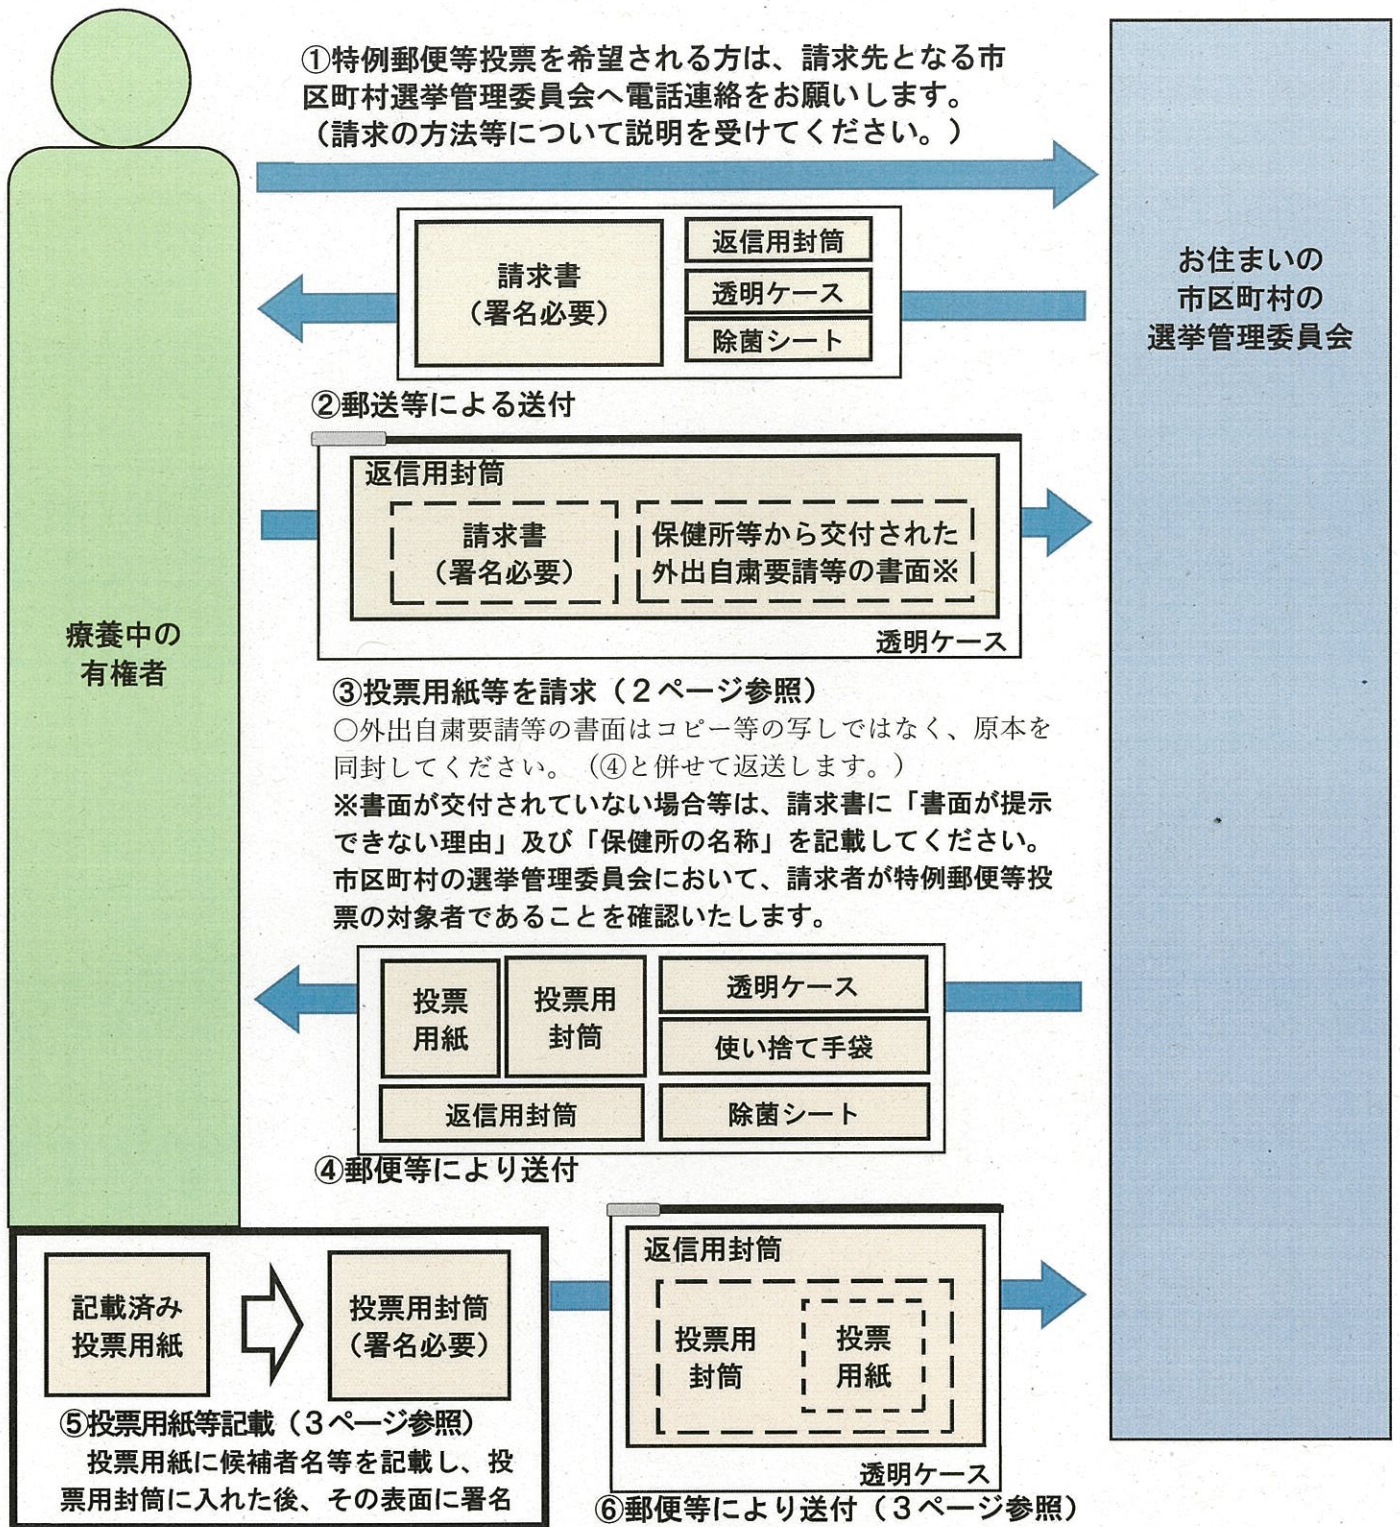 ①特例郵便等投票を希望される方は、請求先となる市
区町村選挙管理委員会へ電話連絡をお願いします。
（請求の方法等について説明を受けてください。）
請求書
（署名必要）
返信用封筒
透明ケース
除菌シート
お住まいの
市区町村の
選挙管理委員会
②郵送等による送付
返信用封筒
請求書
（署名必要）
保健所等から交付された
外出自粛要請等の書面※
透明ケース
療養中の
有権者
③投票用紙等を請求（２ページ参照）
○外出自粛要請等の書面はコピー等の写しではなく、原本を
同封してください。（④と併せて返送します。）
※書面が交付されていない場合等は、請求書に「書面が提示
できない理由」及び「保健所の名称」を記載してください。
市区町村の選挙管理委員会において、請求者が特例郵便等投
票の対象者であることを確認いたします。
投票
用紙
投票用
封筒
返信用封筒
透明ケース
使い捨て手袋
除菌シート
④郵便等により送付
記載済み
投票用紙
投票用封筒
（署名必要）
⑤投票用紙等記載（３ページ参照）
投票用紙に候補者名等を記載し、投
票用封筒に入れた後、その表面に署名
返信用封筒
投票用
封筒
投票
用紙
透明ケース
⑥郵便等により送付（３ページ参照）